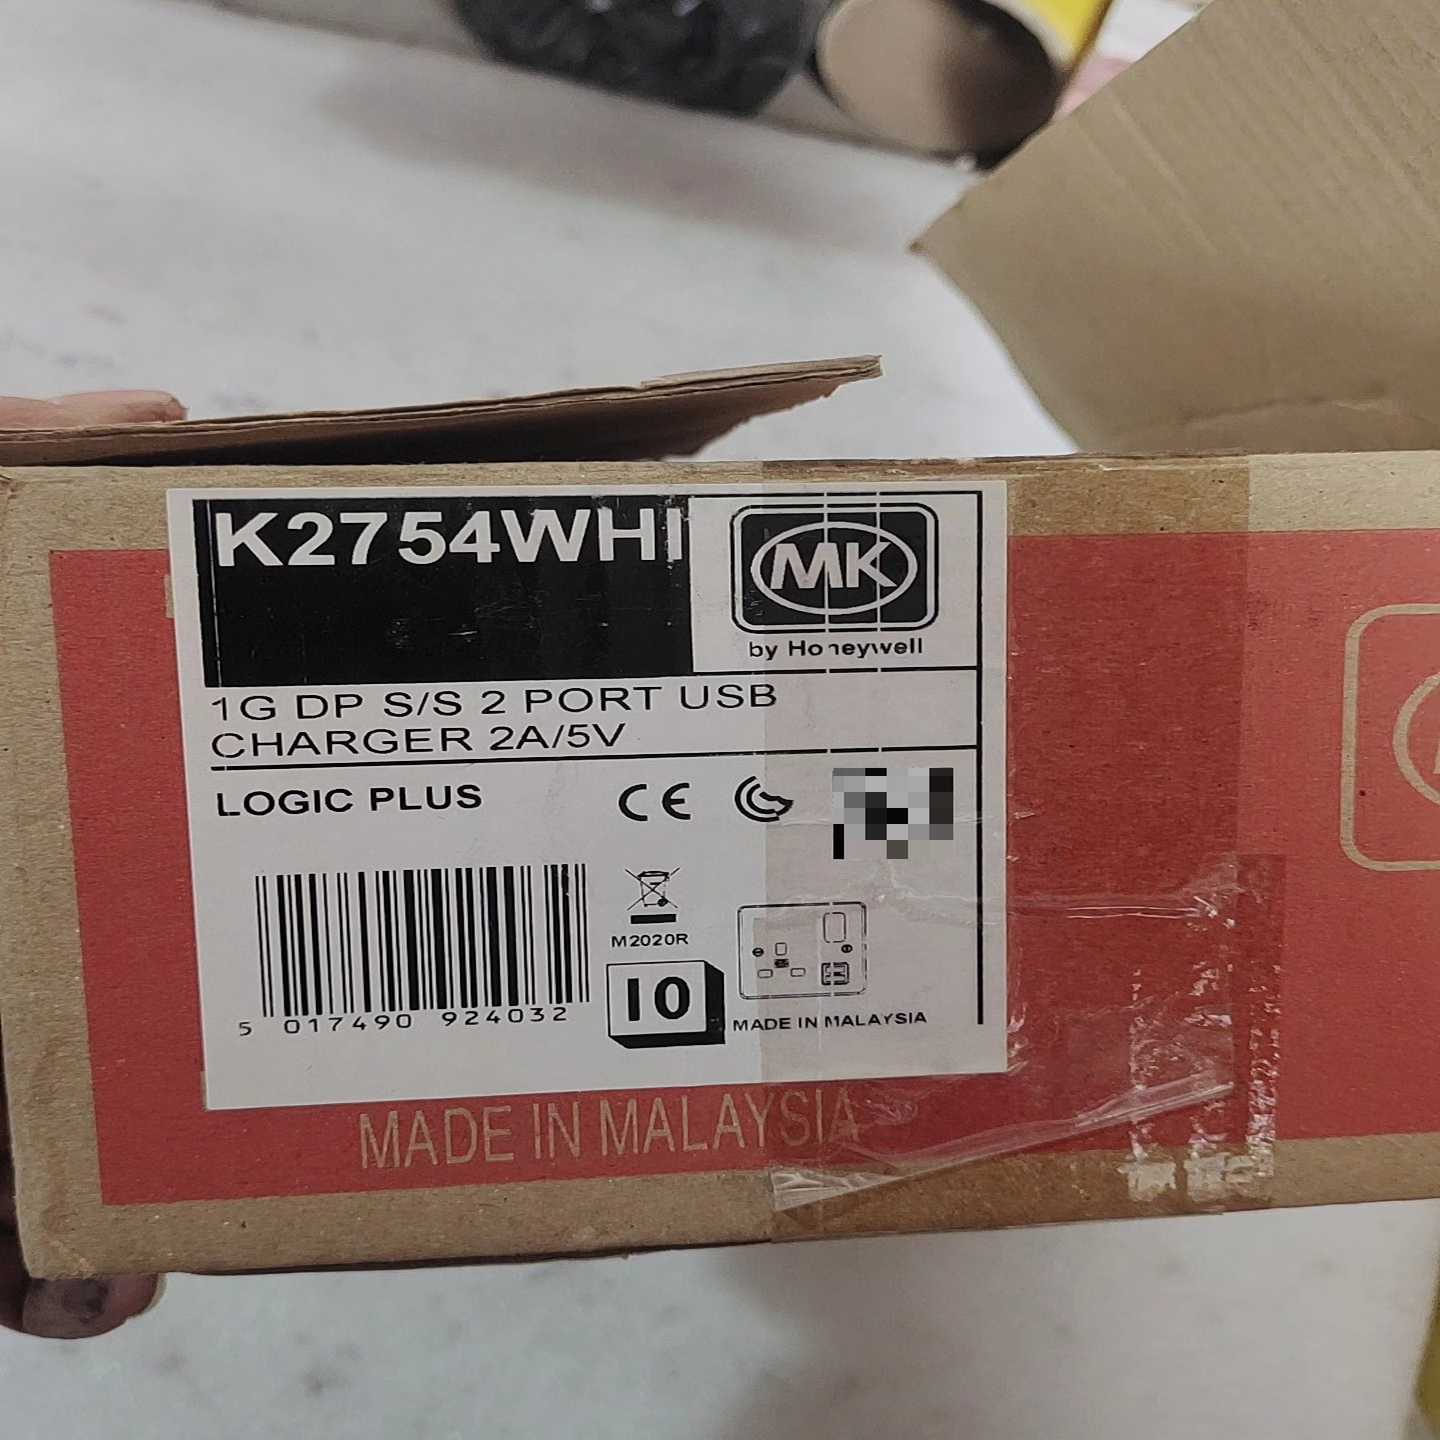 K2754WHI
MK
by Honeywell
1G DP S/S 2 PORT USB
CHARGER 2A/5V
LOGIC PLUS
CE
M2020R
10
5 017490 924032
MADE IN MALAYSIA
MADE IN MALAYSIA